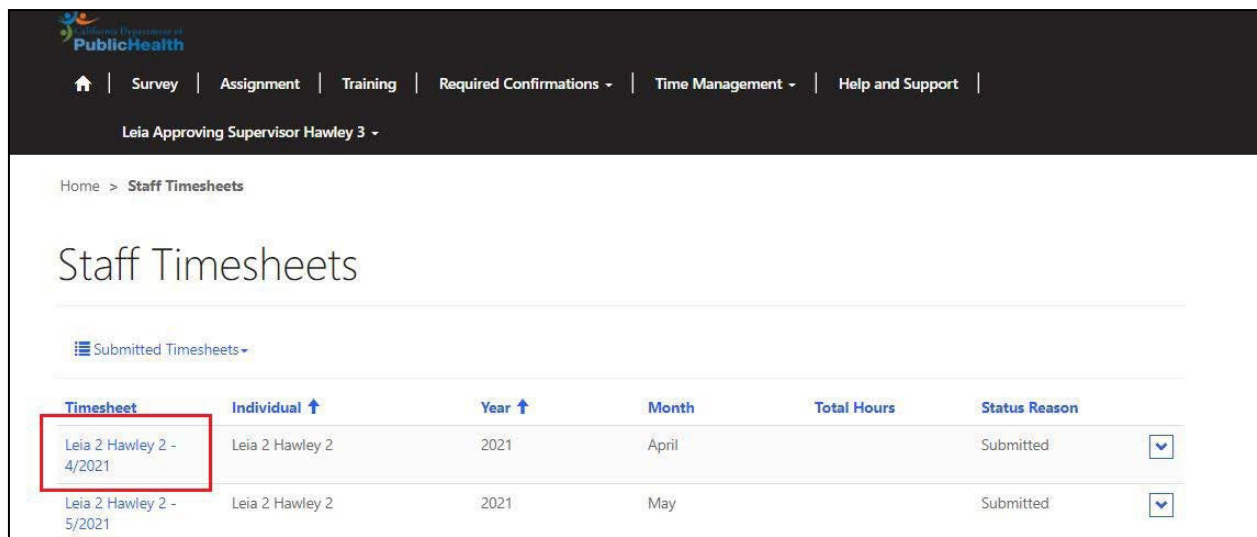 California Department of
PublicHealth
Survey | Assignment | Training | Required Confirmations | Time Management | Help and Support |
Leia Approving Supervisor Hawley 3
Home > Staff Timesheets
Staff Timesheets
Submitted Timesheets
Timesheet Individual ↑ Year ↑ Month Total Hours Status Reason
Leia 2 Hawley 2 - Leia 2 Hawley 2 2021 April Submitted
4/2021
Leia 2 Hawley 2 - Leia 2 Hawley 2 2021 May Submitted
5/2021